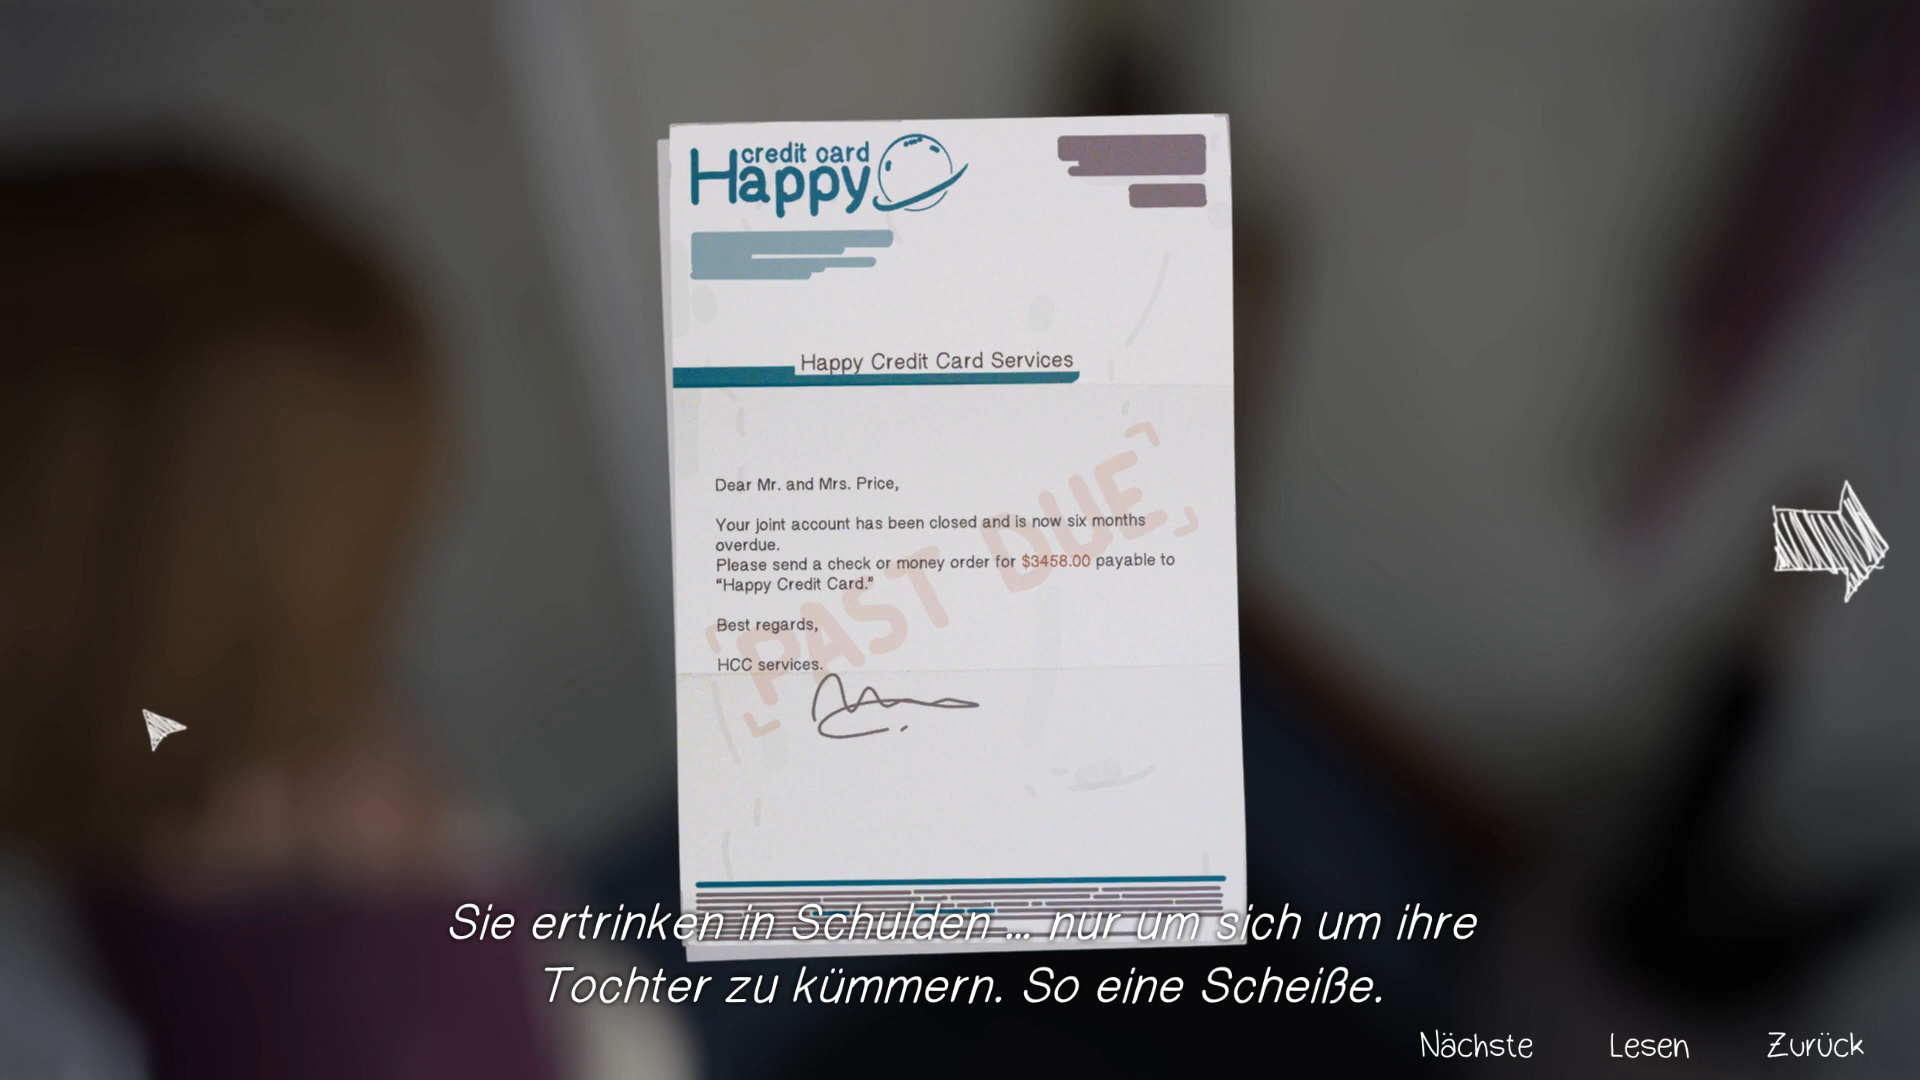 credit card
Happy
Happy Credit Card Services
Dear Mr. and Mrs. Price,
Your joint account has been closed and is now six months
overdue.
Please send a check or money order for $3458.00 payable to
“Happy Credit Card.”
Best regards,
HCC services.
PAST DUE
Sie ertrinken in Schulden ... nur um sich um ihre
Tochter zu kümmern. So eine Scheiße.
Nächste Lesen Zurück